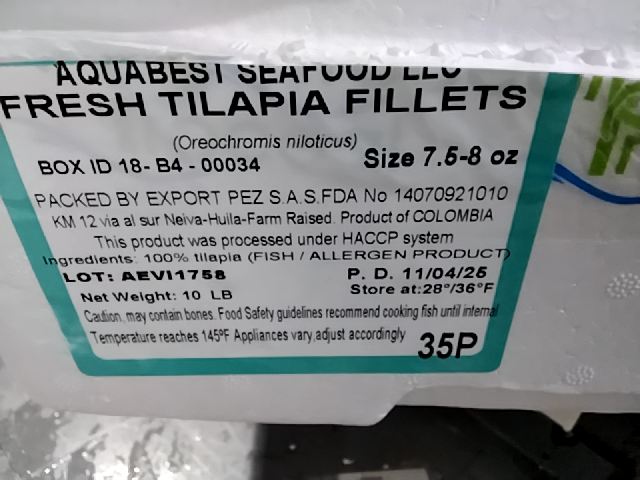 AQUABEST SEAFOOD LLC
FRESH TILAPIA FILLETS
(Oreochromis niloticus)
BOX ID 18- B4 - 00034
Size 7.5-8 oz
PACKED BY EXPORT PEZ S.A.S.FDA No 14070921010
KM 12 via al sur Neiva-Huila-Farm Raised. Product of COLOMBIA
This product was processed under HACCP system
Ingredients: 100% tilapia (FISH / ALLERGEN PRODUCT)
LOT: AEVI1758
P. D. 11/04/25
Net Weight: 10 LB
Store at:28°/36°F
Caution, may contain bones. Food Safety guidelines recommend cooking fish until internal
Temperature reaches 145ºF Appliances vary,adjust accordingly
35P